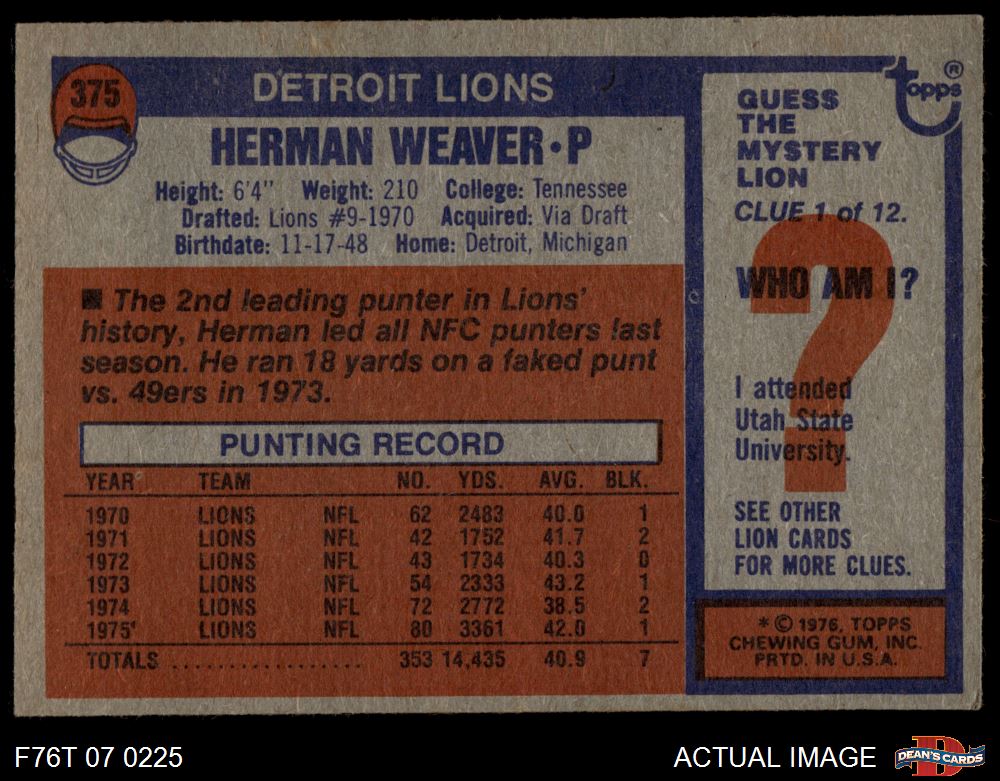 375
DETROIT LIONS
HERMAN WEAVER • P
Height: 6'4" Weight: 210 College: Tennessee
Drafted: Lions #9-1970 Acquired: Via Draft
Birthdate: 11-17-48 Home: Detroit, Michigan
■ The 2nd leading punter in Lions'
history, Herman led all NFC punters last
season. He ran 18 yards on a faked punt
vs. 49ers in 1973.
PUNTING RECORD
YEAR TEAM NO. YDS. AVG. BLK.
1970 LIONS NFL 62 2483 40.0 1
1971 LIONS NFL 42 1752 41.7 2
1972 LIONS NFL 43 1734 40.3 0
1973 LIONS NFL 54 2333 43.2 1
1974 LIONS NFL 72 2772 38.5 2
1975 LIONS NFL 80 3361 42.0 1
TOTALS .................. 353 14,435 40.9 7
topps ®
GUESS
THE
MYSTERY
LION
CLUE 1 of 12.
?
WHO AM I?
I attended
Utah State
University.
SEE OTHER
LION CARDS
FOR MORE CLUES.
* © 1976, TOPPS
CHEWING GUM, INC.
PRTD. IN U.S.A.
F76T 07 0225
ACTUAL IMAGE
D
DEAN'S CARDS